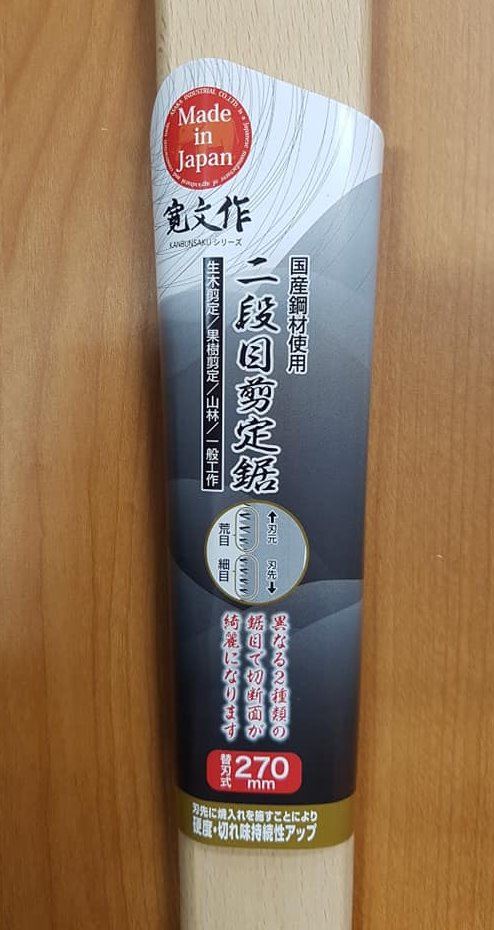 Made
in
Japan
寛文作
KANBUNSAKUシリーズ
国産鋼材使用
二段目剪定鋸
生木剪定／果樹剪定／山林／一般工作
↑刃元
刃先↓
荒目
細目
異なる2種類の
鋸目で切断面が
綺麗になります
替刃式
270
mm
刃先に焼入れを施すことにより
硬度・切れ味持続性アップ